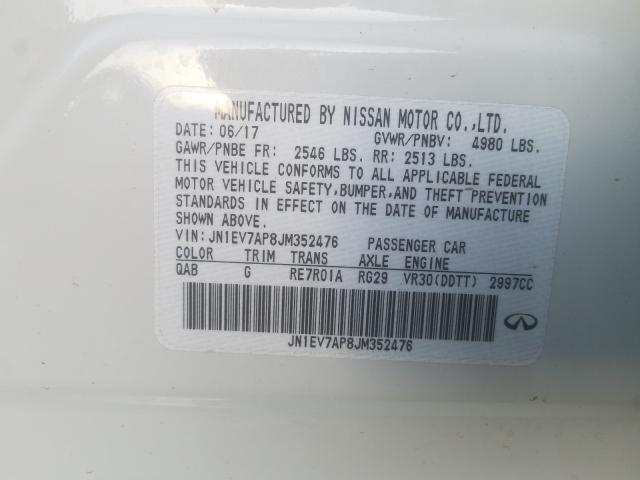 MANUFACTURED BY NISSAN MOTOR CO.,LTD.
DATE: 06/17 GVWR/PNBV: 4980 LBS.
GAWR/PNBE FR: 2546 LBS. RR: 2513 LBS.
THIS VEHICLE CONFORMS TO ALL APPLICABLE FEDERAL
MOTOR VEHICLE SAFETY,BUMPER,AND THEFT PREVENTION
STANDARDS IN EFFECT ON THE DATE OF MANUFACTURE
SHOWN ABOVE.
VIN:JN1EV7AP8JM352476 PASSENGER CAR
COLOR TRIM TRANS AXLE ENGINE
QAB G RE7R01A RG29 VR30(DDTT) 2997CC
JN1EV7AP8JM352476